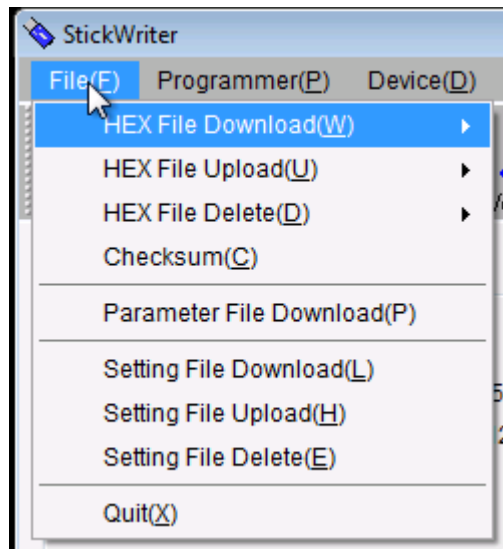 StickWriter
File(F) Programmer(P) Device(D)
HEX File Download(W)
HEX File Upload(U)
HEX File Delete(D)
Checksum(C)
Parameter File Download(P)
Setting File Download(L)
Setting File Upload(H)
Setting File Delete(E)
Quit(X)